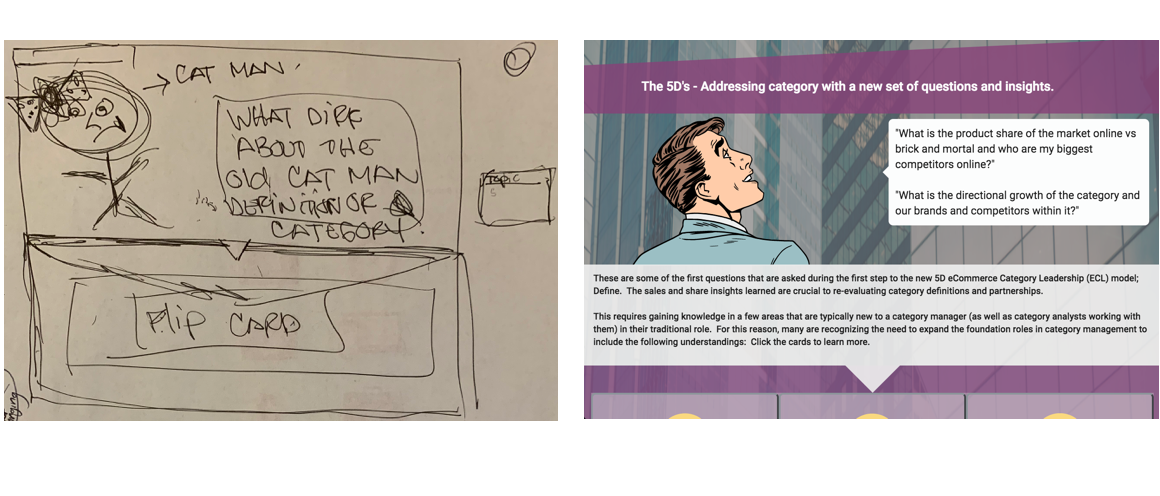 CAT MAN
WHAT DIFF
ABOUT THE
Old CAT MAN
DEFINITION OF
CATEGORY.
Topic
Flip CARD
The 5D's - Addressing category with a new set of questions and insights.
"What is the product share of the market online vs
brick and mortal and who are my biggest
competitors online?"
"What is the directional growth of the category and
our brands and competitors within it?"
These are some of the first questions that are asked during the first step to the new 5D eCommerce Category Leadership (ECL) model;
Define. The sales and share insights learned are crucial to re-evaluating category definitions and partnerships.
This requires gaining knowledge in a few areas that are typically new to a category manager (as well as category analysts working with
them) in their traditional role. For this reason, many are recognizing the need to expand the foundation roles in category management to
include the following understandings: Click the cards to learn more.